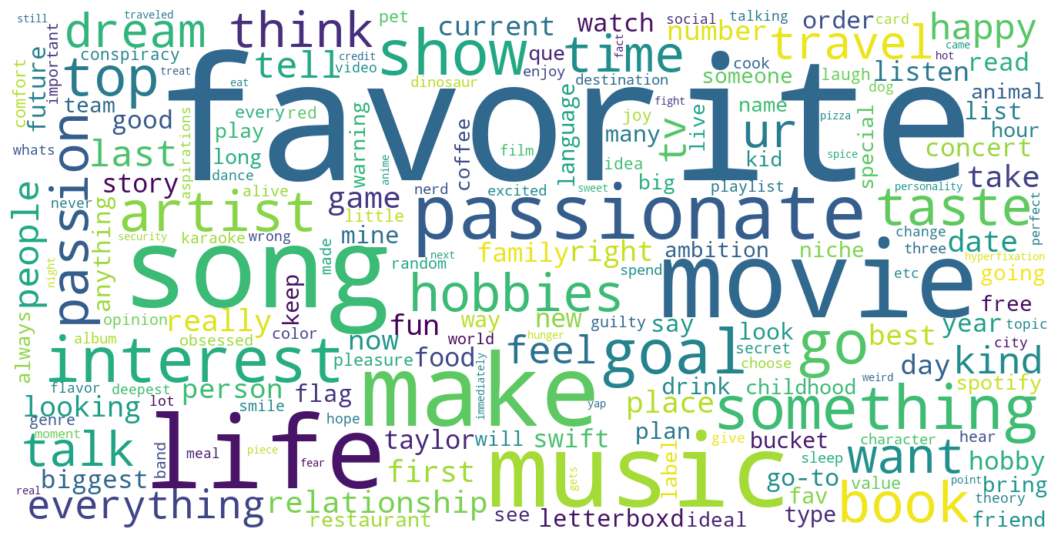 still
traveled
dream
think
pet
current
watch
social
talking
order
card
happy
conspiracy
important
future
comfort
top
favorite
show
tell
credit
video
que
time
number
travel
came
hot
treat
eat
dinosaur
enjoy
destination
fact
someone
cook
laugh
dog
listen
read
team
every
red
warning
coffee
language
fight
joy
name
ur
tv
live
special
animal
list
good
play
aspirations
many
pizza
hour
whats
passion
last
long
dance
anime
film
idea
kid
spice
concert
never
story
alive
game
nerd
excited
big
playlist
personality
take
people
artist
little
sweet
passionate
taste
perfect
anything
security
karaoke
wrong
mine
made
next
random
family
right
ambition
niche
change
three
date
always
night
song
keep
hobbies
spend
movie
etc
hyperfixation
going
opinion
really
color
fun
way
new
guilty
say
look
go
best
year
free
topic
album
obsessed
now
world
hunger
secret
city
interest
pleasure
food
feel
goal
choose
day
kind
flavor
deepest
person
flag
make
immediately
drink
childhood
weird
spotify
looking
lot
smile
hope
yap
place
something
genre
moment
life
taylor
will
swift
plan
bucket
character
hear
talk
band
meal
piece
first
music
label
give
go-to
sleep
want
hobby
biggest
fear
gets
value
point
theory
bring
real
everything
relationship
restaurant
see
letterboxd
ideal
type
fav
book
friend